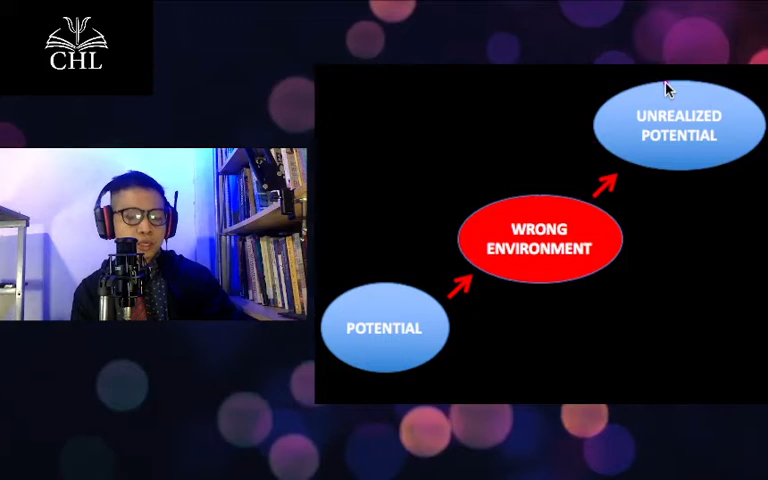 CHL
UNREALIZED
POTENTIAL
WRONG
ENVIRONMENT
POTENTIAL